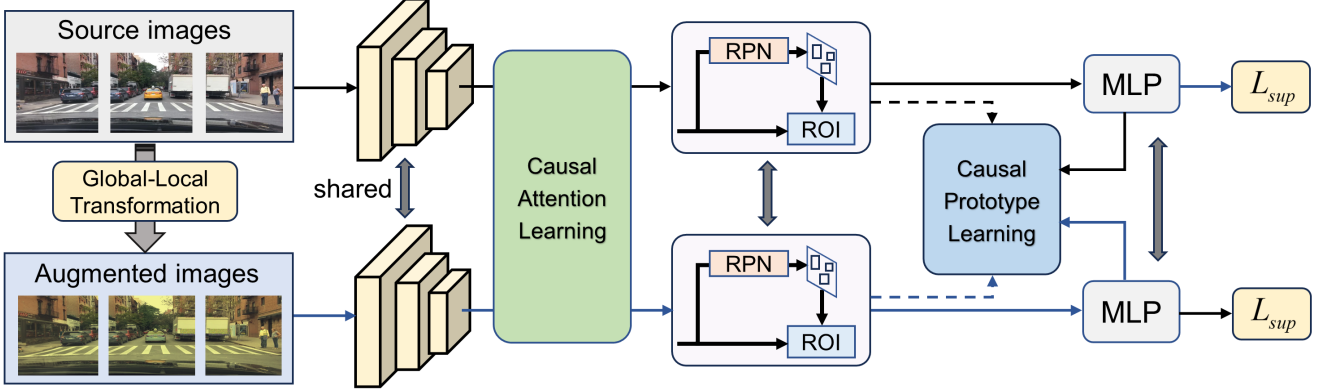 Source images
Global-Local
Transformation
Augmented images
shared
Causal
Attention
Learning
RPN
ROI
RPN
ROI
MLP
L_sup
Causal
Prototype
Learning
MLP
L_sup